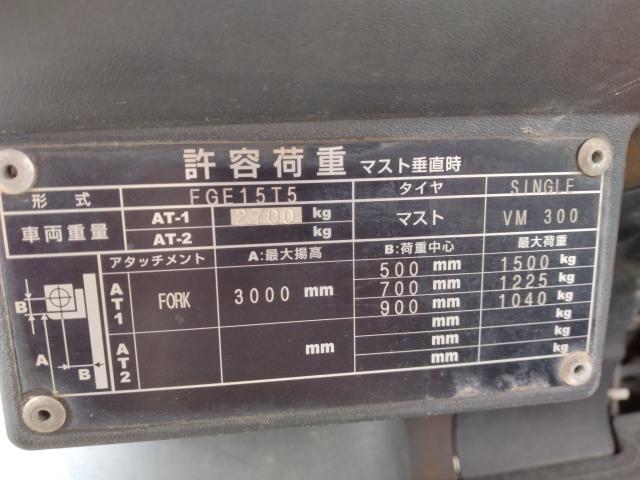 許容荷重 マスト垂直時
形式 FGE15T5 タイヤ SINGLE
車両重量 AT-1 2700 kg マスト VM 300
AT-2 kg
アタッチメント A:最大揚高 B:荷重中心 最大荷重
AT1 FORK 3000 mm 500 mm 1500 kg
700 mm 1225 kg
900 mm 1040 kg
mm kg
AT2 mm mm kg
mm kg
B
A
B